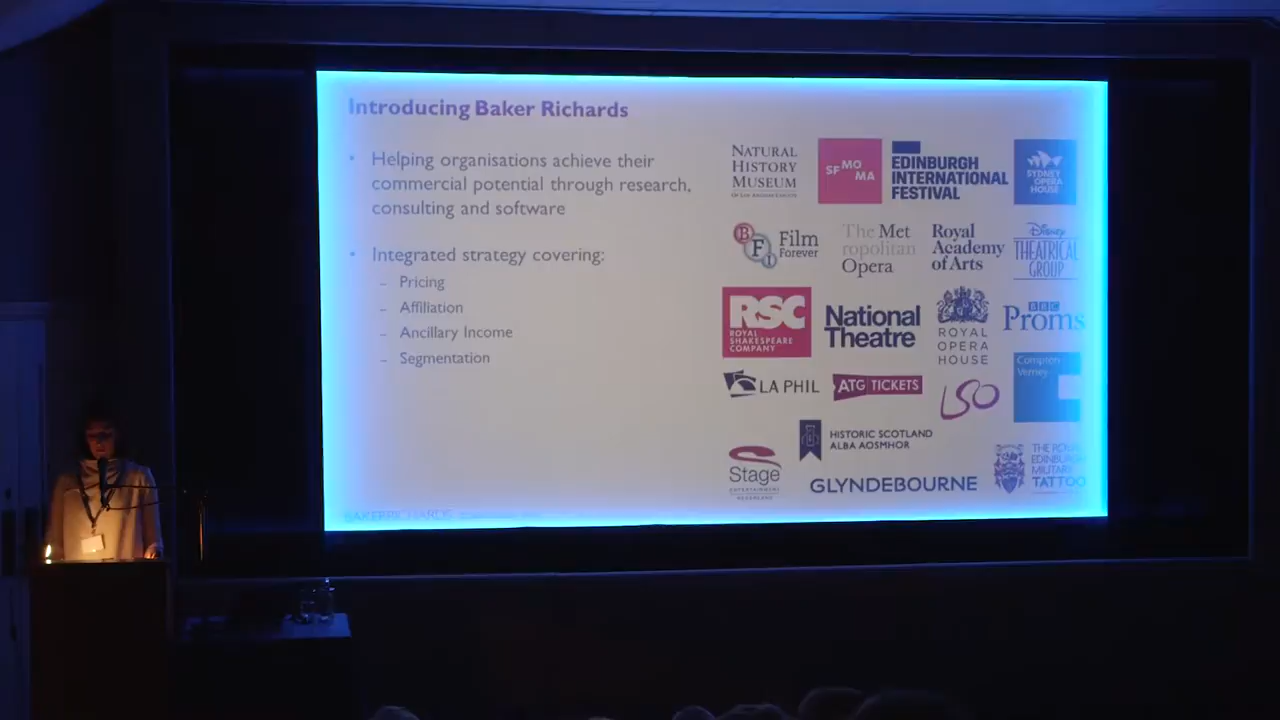 Introducing Baker Richards
• Helping organisations achieve their
commercial potential through research,
consulting and software
• Integrated strategy covering:
– Pricing
– Affiliation
– Ancillary Income
– Segmentation
NATURAL
HISTORY
MUSEUM
SF MO
MA
EDINBURGH
INTERNATIONAL
FESTIVAL
SYDNEY
OPERA
HOUSE
BFI
Film
Forever
The Met
ropolitan
Opera
Royal
Academy
of Arts
DISNEY
THEATRICAL
GROUP
RSC
ROYAL
SHAKESPEARE
COMPANY
National
Theatre
ROYAL
OPERA
HOUSE
BBC
Proms
LA PHIL
ATG TICKETS
LSO
Compton
Verney
HISTORIC SCOTLAND
ALBA AOSMHOR
Stage
ENTERTAINMENT
GLYNDEBOURNE
THE ROYAL
EDINBURGH
MILITARY
TATTOO
BAKER RICHARDS